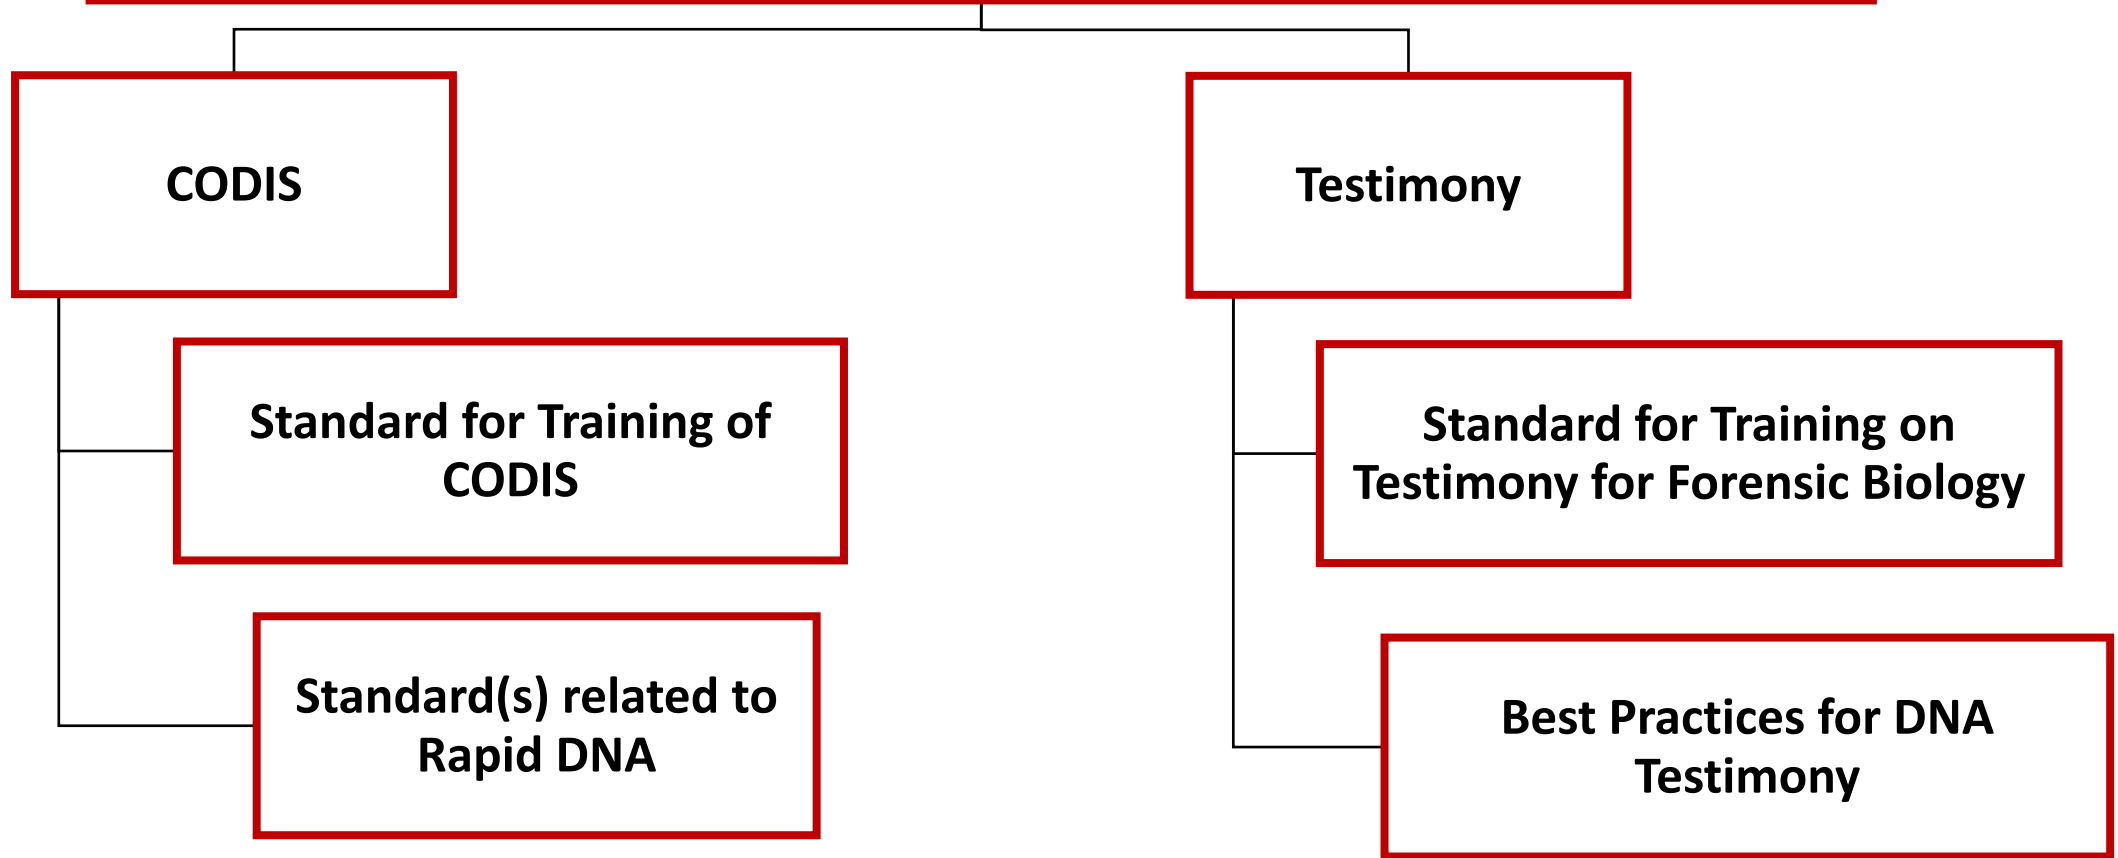 CODIS
Standard for Training of
CODIS
Standard(s) related to
Rapid DNA
Testimony
Standard for Training on
Testimony for Forensic Biology
Best Practices for DNA
Testimony